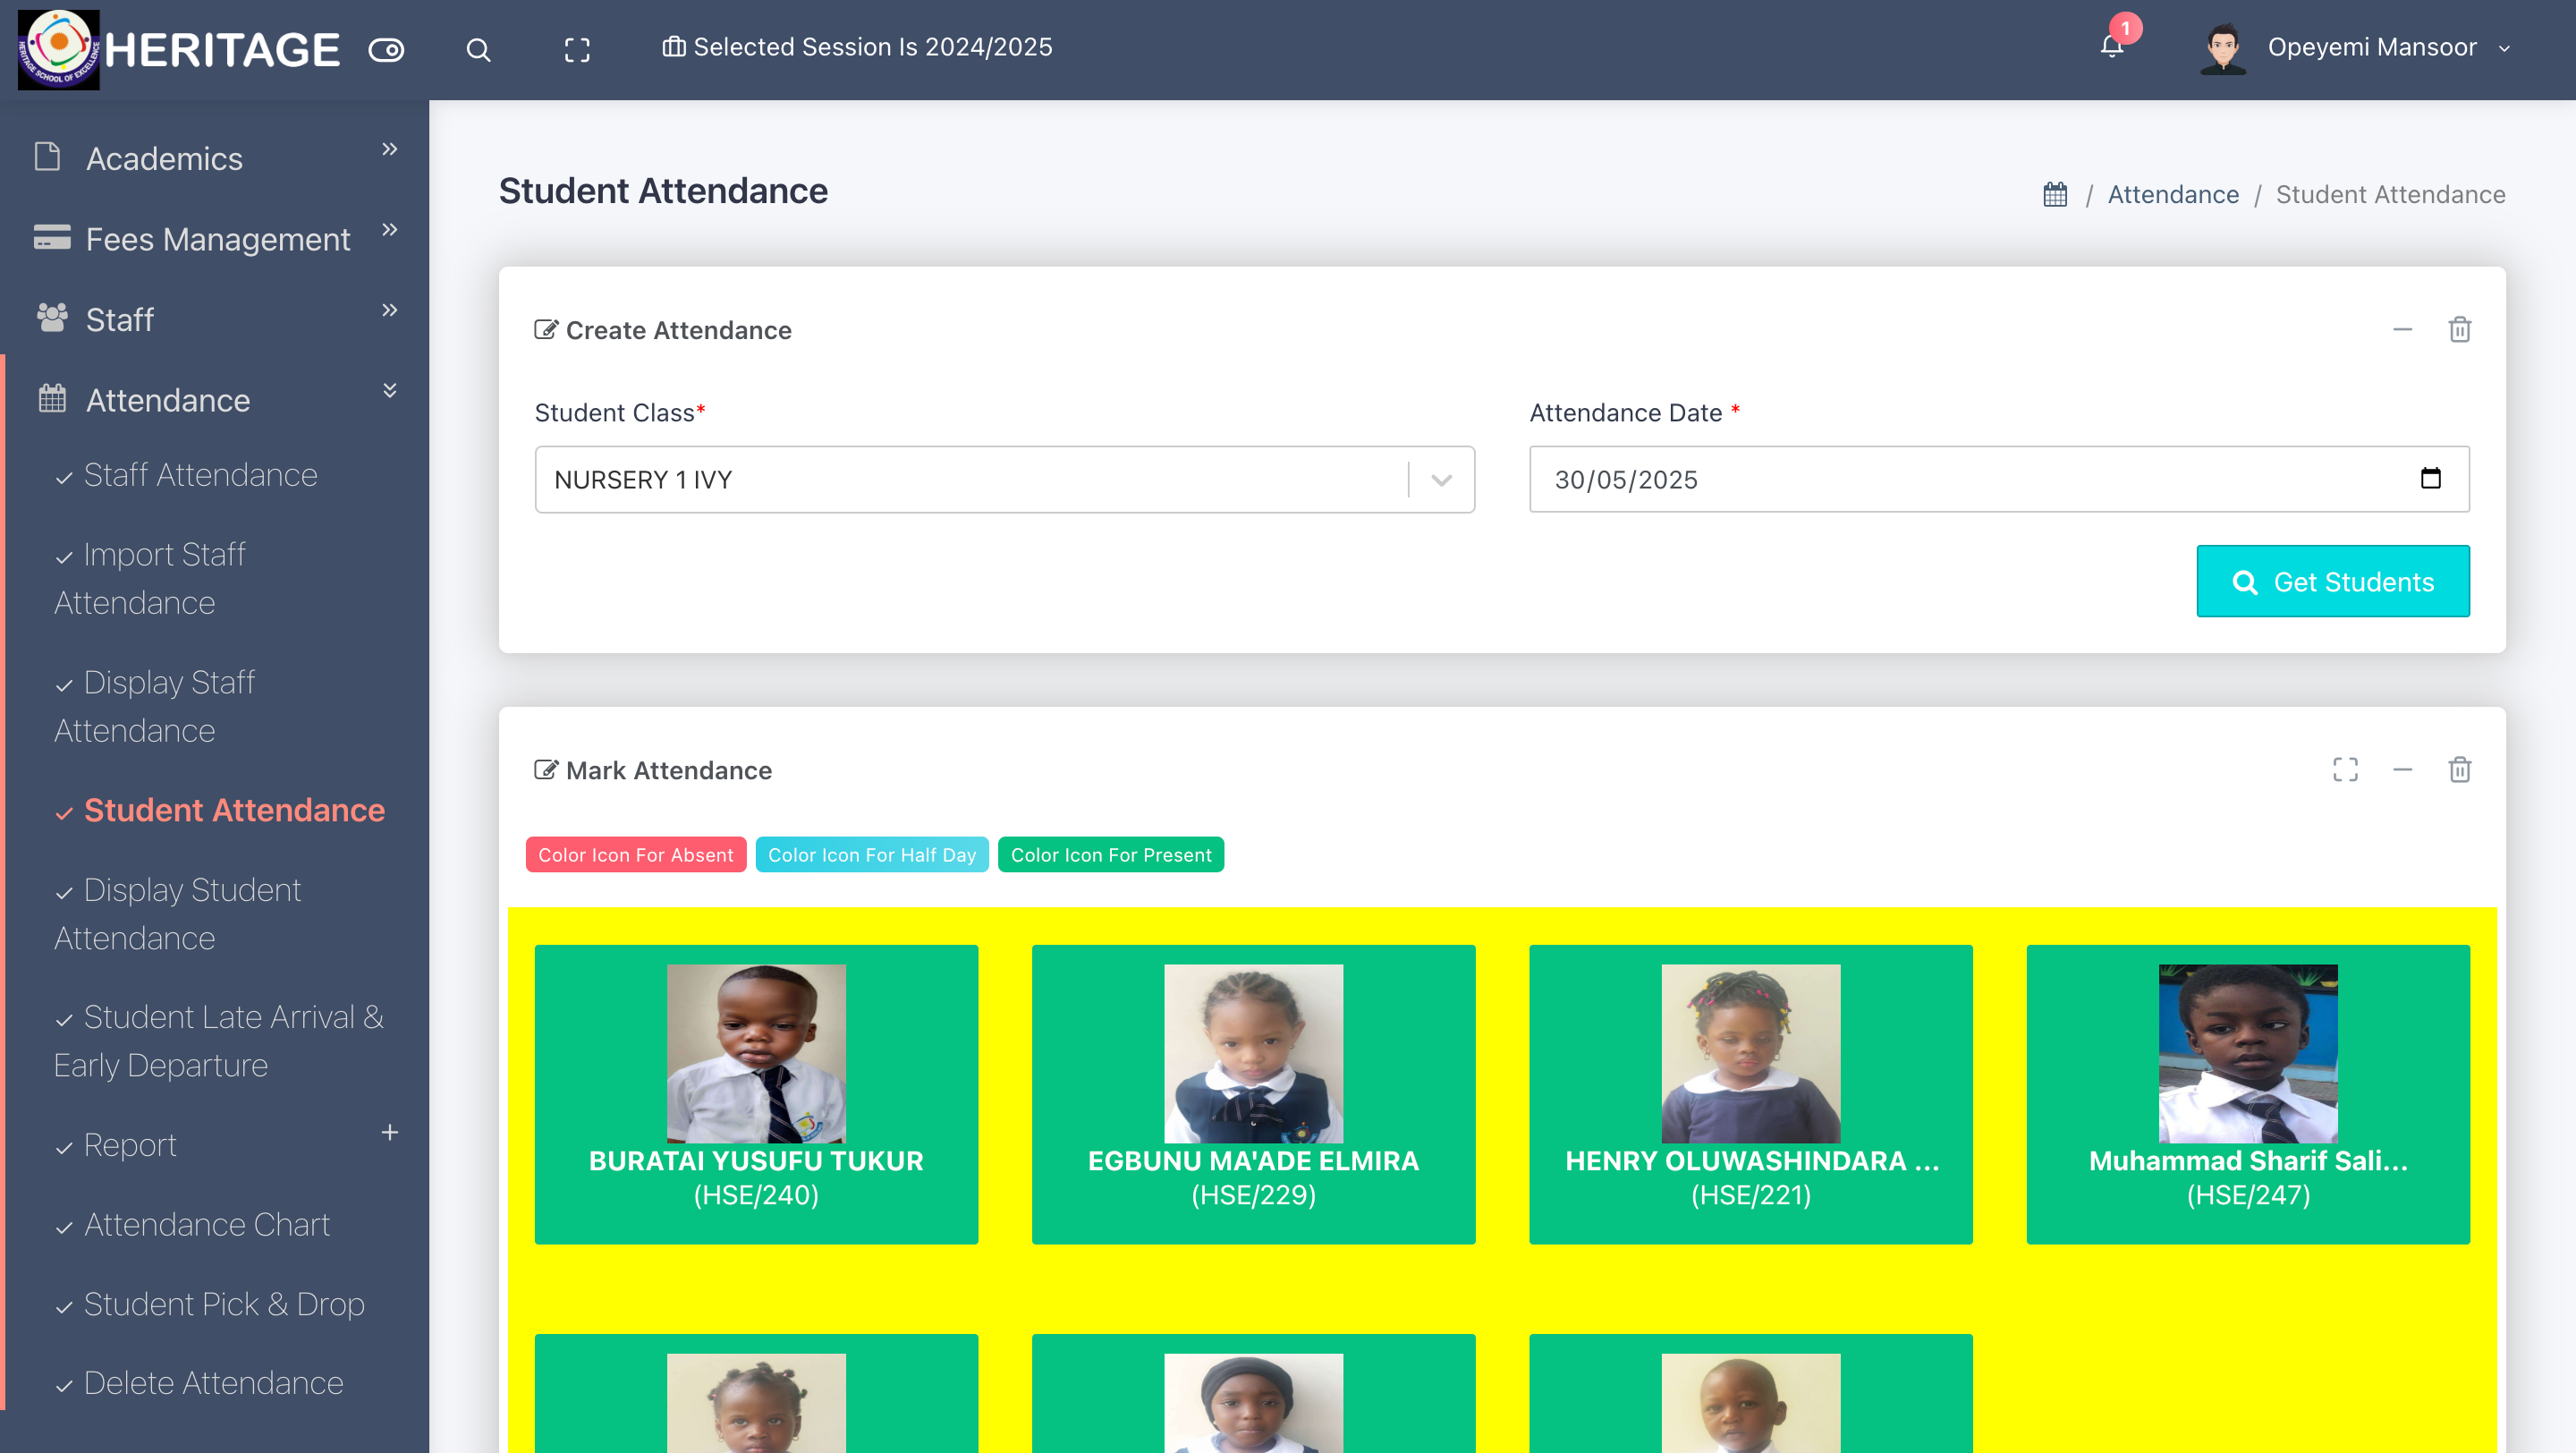 HERITAGE SCHOOL OF EXCELLENCE
HERITAGE
Selected Session Is 2024/2025
1
Opeyemi Mansoor
Academics
Fees Management
Staff
Attendance
Staff Attendance
Import Staff
Attendance
Display Staff
Attendance
Student Attendance
Display Student
Attendance
Student Late Arrival &
Early Departure
Report
Attendance Chart
Student Pick & Drop
Delete Attendance
Student Attendance
/ Attendance / Student Attendance
Create Attendance
Student Class*
Attendance Date *
NURSERY 1 IVY
30/05/2025
Get Students
Mark Attendance
Color Icon For Absent
Color Icon For Half Day
Color Icon For Present
BURATAI YUSUFU TUKUR
(HSE/240)
EGBUNU MA'ADE ELMIRA
(HSE/229)
HENRY OLUWASHINDARA ...
(HSE/221)
Muhammad Sharif Sali...
(HSE/247)